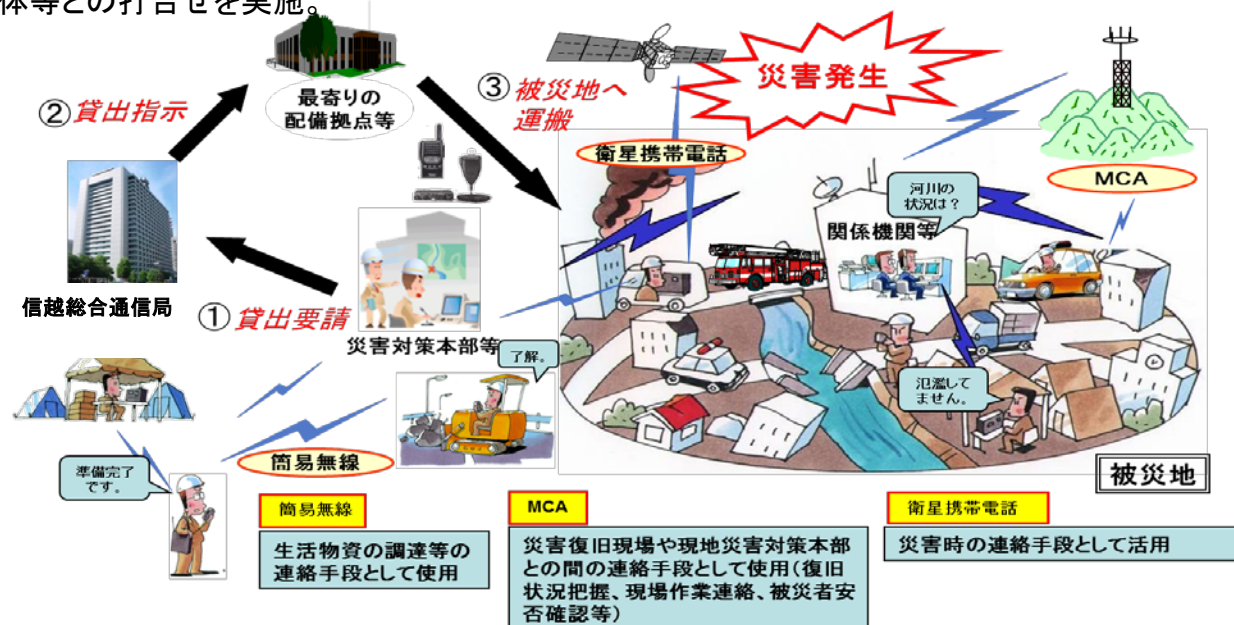 体等との打合せを実施。
災害発生
②貸出指示
最寄りの
配備拠点等
③被災地へ
運搬
衛星携帯電話
MCA
河川の
状況は?
関係機関等
信越総合通信局
①貸出要請
災害対策本部等
了解。
氾濫して
ません。
簡易無線
準備完了
です。
被災地
簡易無線
生活物資の調達等の
連絡手段として使用
MCA
災害復旧現場や現地災害対策本部
との間の連絡手段として使用(復旧
状況把握、現場作業連絡、被災者安
否確認等)
衛星携帯電話
災害時の連絡手段として活用